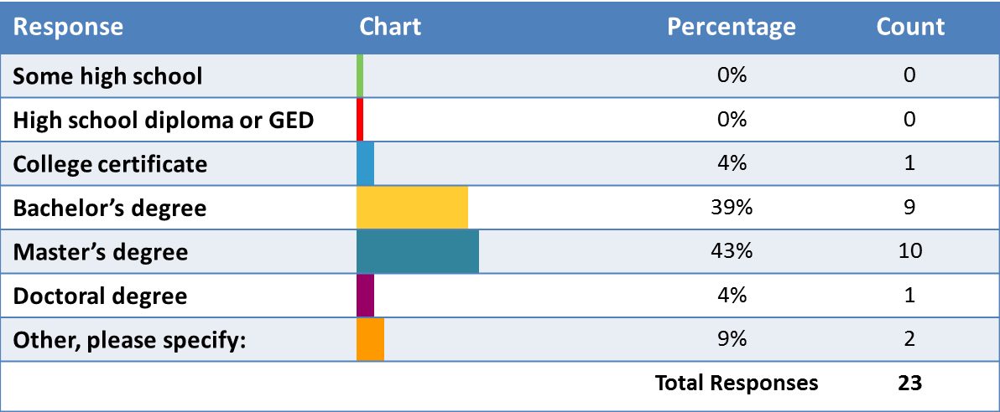 Response Chart Percentage Count
Some high school 0% 0
High school diploma or GED 0% 0
College certificate 4% 1
Bachelor’s degree 39% 9
Master’s degree 43% 10
Doctoral degree 4% 1
Other, please specify: 9% 2
Total Responses 23